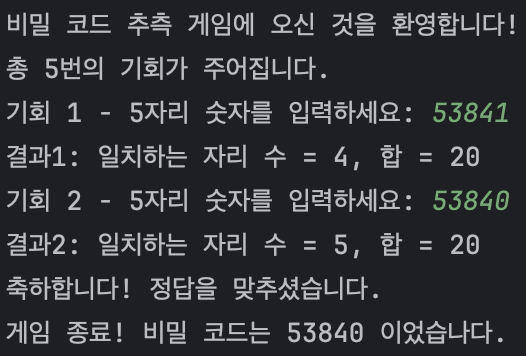 비밀 코드 추측 게임에 오신 것을 환영합니다!
총 5번의 기회가 주어집니다.
기회 1 - 5자리 숫자를 입력하세요: 53841
결과1: 일치하는 자리 수 = 4, 합 = 20
기회 2 - 5자리 숫자를 입력하세요: 53840
결과2: 일치하는 자리 수 = 5, 합 = 20
축하합니다! 정답을 맞추셨습니다.
게임 종료! 비밀 코드는 53840 이었습나다.